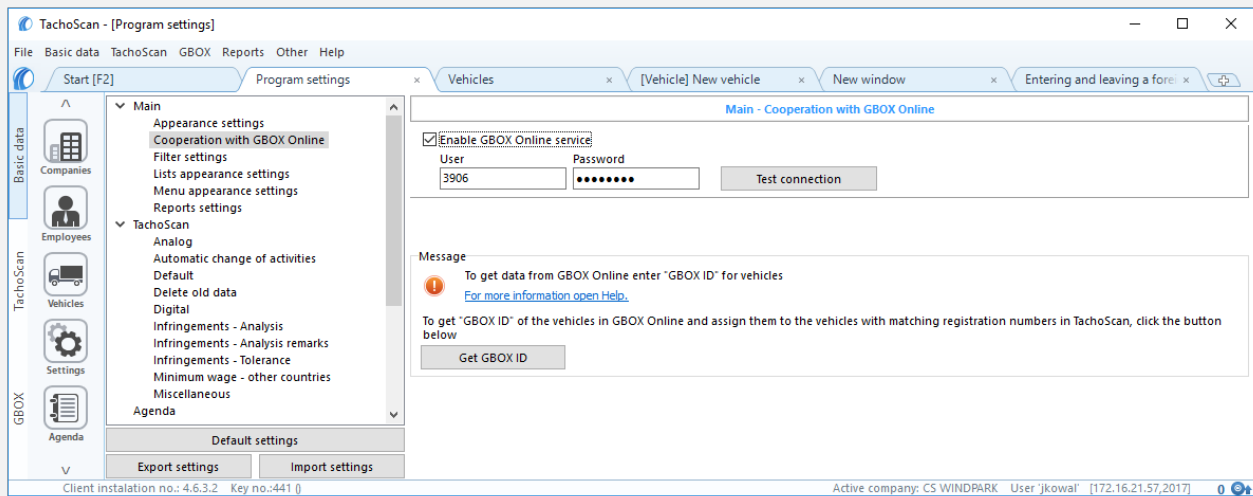 TachoScan - [Program settings]
File Basic data TachoScan GBOX Reports Other Help
Start [F2] Program settings Vehicles [Vehicle] New vehicle New window Entering and leaving a fore
Basic data
TachoScan
GBOX
Companies
Employees
Vehicles
Settings
Agenda
Main
Appearance settings
Cooperation with GBOX Online
Filter settings
Lists appearance settings
Menu appearance settings
Reports settings
TachoScan
Analog
Automatic change of activities
Default
Delete old data
Digital
Infringements - Analysis
Infringements - Analysis remarks
Infringements - Tolerance
Minimum wage - other countries
Miscellaneous
Agenda
Default settings
Export settings Import settings
Main - Cooperation with GBOX Online
Enable GBOX Online service
User Password
3906 ●●●●●●●●
Test connection
Message
To get data from GBOX Online enter "GBOX ID" for vehicles
For more information open Help.
To get "GBOX ID" of the vehicles in GBOX Online and assign them to the vehicles with matching registration numbers in TachoScan, click the button
below
Get GBOX ID
Client instalation no.: 4.6.3.2 Key no.:441 () Active company: CS WINDPARK User 'jkowal' [172.16.21.57,2017] 0